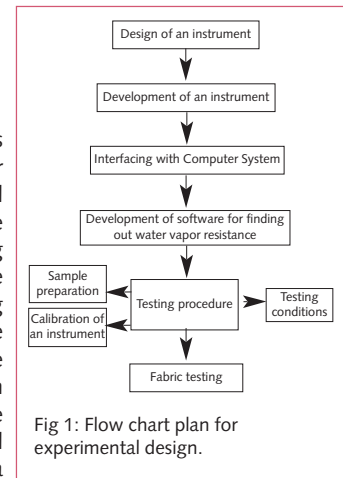 Design of an instrument
Development of an instrument
Interfacing with Computer System
Development of software for finding
out water vapor resistance
Sample
preparation
Testing procedure
Testing
conditions
Calibration of
an instrument
Fabric testing
Fig 1: Flow chart plan for
experimental design.